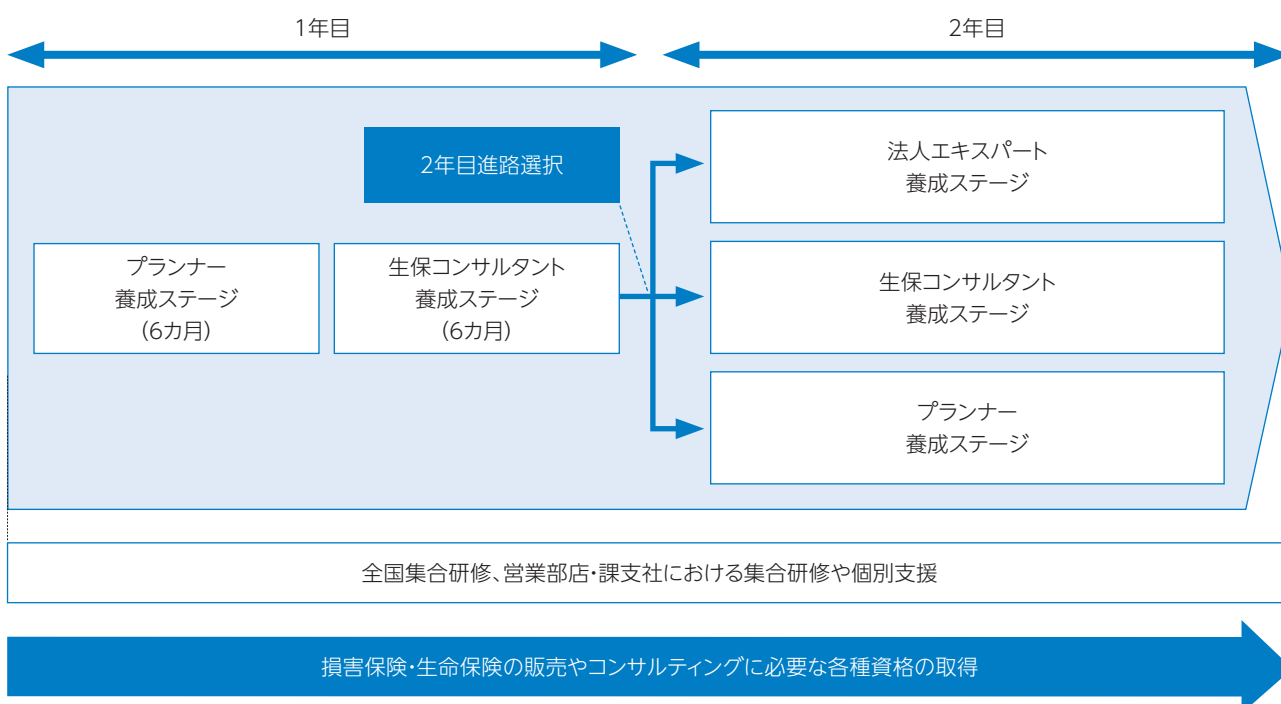 1年目
2年目
2年目進路選択
プランナー
養成ステージ
(6カ月)
生保コンサルタント
養成ステージ
(6カ月)
法人エキスパート
養成ステージ
生保コンサルタント
養成ステージ
プランナー
養成ステージ
全国集合研修、営業部店・課支社における集合研修や個別支援
損害保険・生命保険の販売やコンサルティングに必要な各種資格の取得